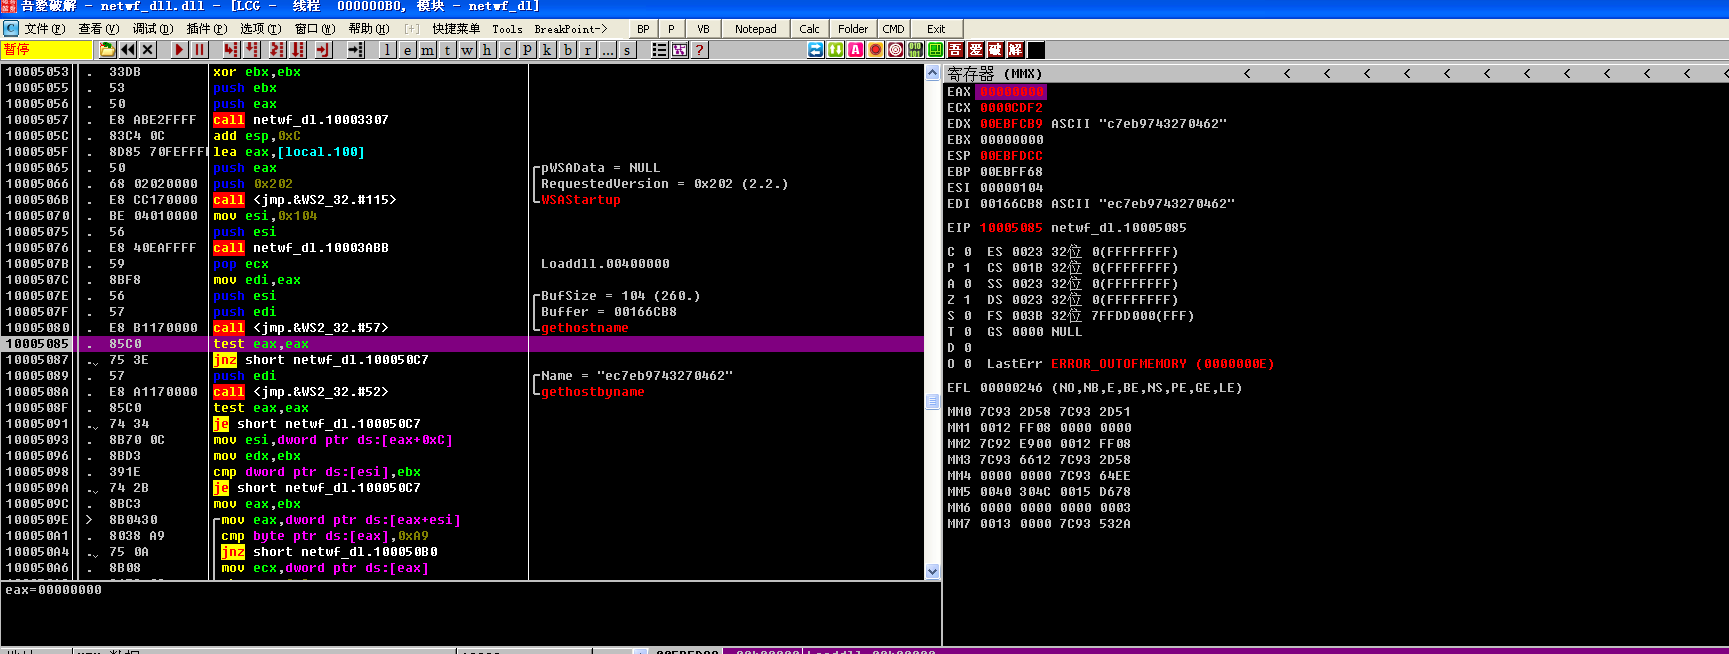 吾爱破解 - netwf_dll.dll - [LCG -  线程  000000B0, 模块 - netwf_dl]
C 文件(F) 查看(V) 调试(D) 插件(P) 选项(T) 窗口(W) 帮助(H) [+] 快捷菜单 Tools BreakPoint-> BP P VB Notepad Calc Folder CMD Exit
暂停 l e m t w h c p k b r ... s ? A 吾 爱 破 解
10005053 . 33DB xor ebx,ebx
10005055 . 53 push ebx
10005056 . 50 push eax
10005057 . E8 ABE2FFFF call netwf_dl.10003307
1000505C . 83C4 0C add esp,0xC
1000505F . 8D85 70FEFFFF lea eax,[local.100]
10005065 . 50 push eax pWSAData = NULL
10005066 . 68 02020000 push 0x202 RequestedVersion = 0x202 (2.2.)
1000506B . E8 CC170000 call <jmp.&WS2_32.#115> WSAStartup
10005070 . BE 04010000 mov esi,0x104
10005075 . 56 push esi
10005076 . E8 40EAFFFF call netwf_dl.10003ABB
1000507B . 59 pop ecx Loaddll.00400000
1000507C . 8BF8 mov edi,eax
1000507E . 56 push esi BufSize = 104 (260.)
1000507F . 57 push edi Buffer = 00166CB8
10005080 . E8 B1170000 call <jmp.&WS2_32.#57> gethostname
10005085 . 85C0 test eax,eax
10005087 . 75 3E jnz short netwf_dl.100050C7
10005089 . 57 push edi Name = "ec7eb9743270462"
1000508A . E8 A1170000 call <jmp.&WS2_32.#52> gethostbyname
1000508F . 85C0 test eax,eax
10005091 . 74 34 je short netwf_dl.100050C7
10005093 . 8B70 0C mov esi,dword ptr ds:[eax+0xC]
10005096 . 8BD3 mov edx,ebx
10005098 . 391E cmp dword ptr ds:[esi],ebx
1000509A . 74 2B je short netwf_dl.100050C7
1000509C . 8BC3 mov eax,ebx
1000509E > 8B0430 mov eax,dword ptr ds:[eax+esi]
100050A1 . 8038 A9 cmp byte ptr ds:[eax],0xA9
100050A4 . 75 0A jnz short netwf_dl.100050B0
100050A6 . 8B08 mov ecx,dword ptr ds:[eax]
eax=00000000
寄存器 (MMX) < < < < < < < < < < < < <
EAX 00000000
ECX 0000CDF2
EDX 00EBFCB9 ASCII "c7eb9743270462"
EBX 00000000
ESP 00EBFDCC
EBP 00EBFF68
ESI 00000104
EDI 00166CB8 ASCII "ec7eb9743270462"
EIP 10005085 netwf_dl.10005085
C 0 ES 0023 32位 0(FFFFFFFF)
P 1 CS 001B 32位 0(FFFFFFFF)
A 0 SS 0023 32位 0(FFFFFFFF)
Z 1 DS 0023 32位 0(FFFFFFFF)
S 0 FS 003B 32位 7FFDD000(FFF)
T 0 GS 0000 NULL
D 0
O 0 LastErr ERROR_OUTOFMEMORY (0000000E)
EFL 00000246 (NO,NB,E,BE,NS,PE,GE,LE)
MM0 7C93 2D58 7C93 2D51
MM1 0012 FF08 0000 0000
MM2 7C92 E900 0012 FF08
MM3 7C93 6612 7C93 2D58
MM4 0000 0000 7C93 64EE
MM5 0040 304C 0015 D678
MM6 0000 0000 0000 0003
MM7 0013 0000 7C93 532A